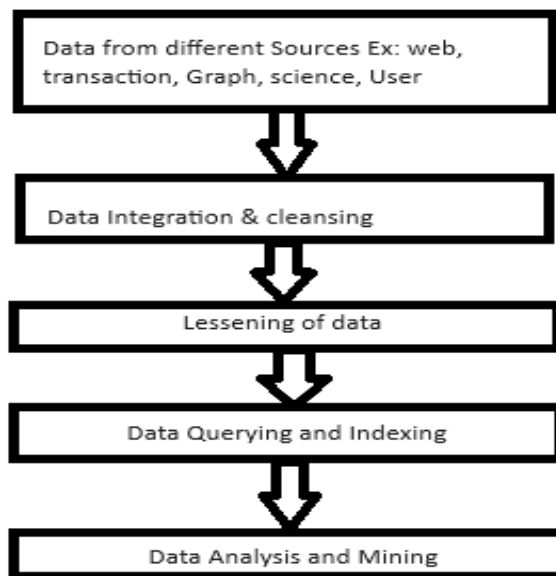 Data from different Sources Ex: web,
transaction, Graph, science, User
Data Integration & cleansing
Lessening of data
Data Querying and Indexing
Data Analysis and Mining